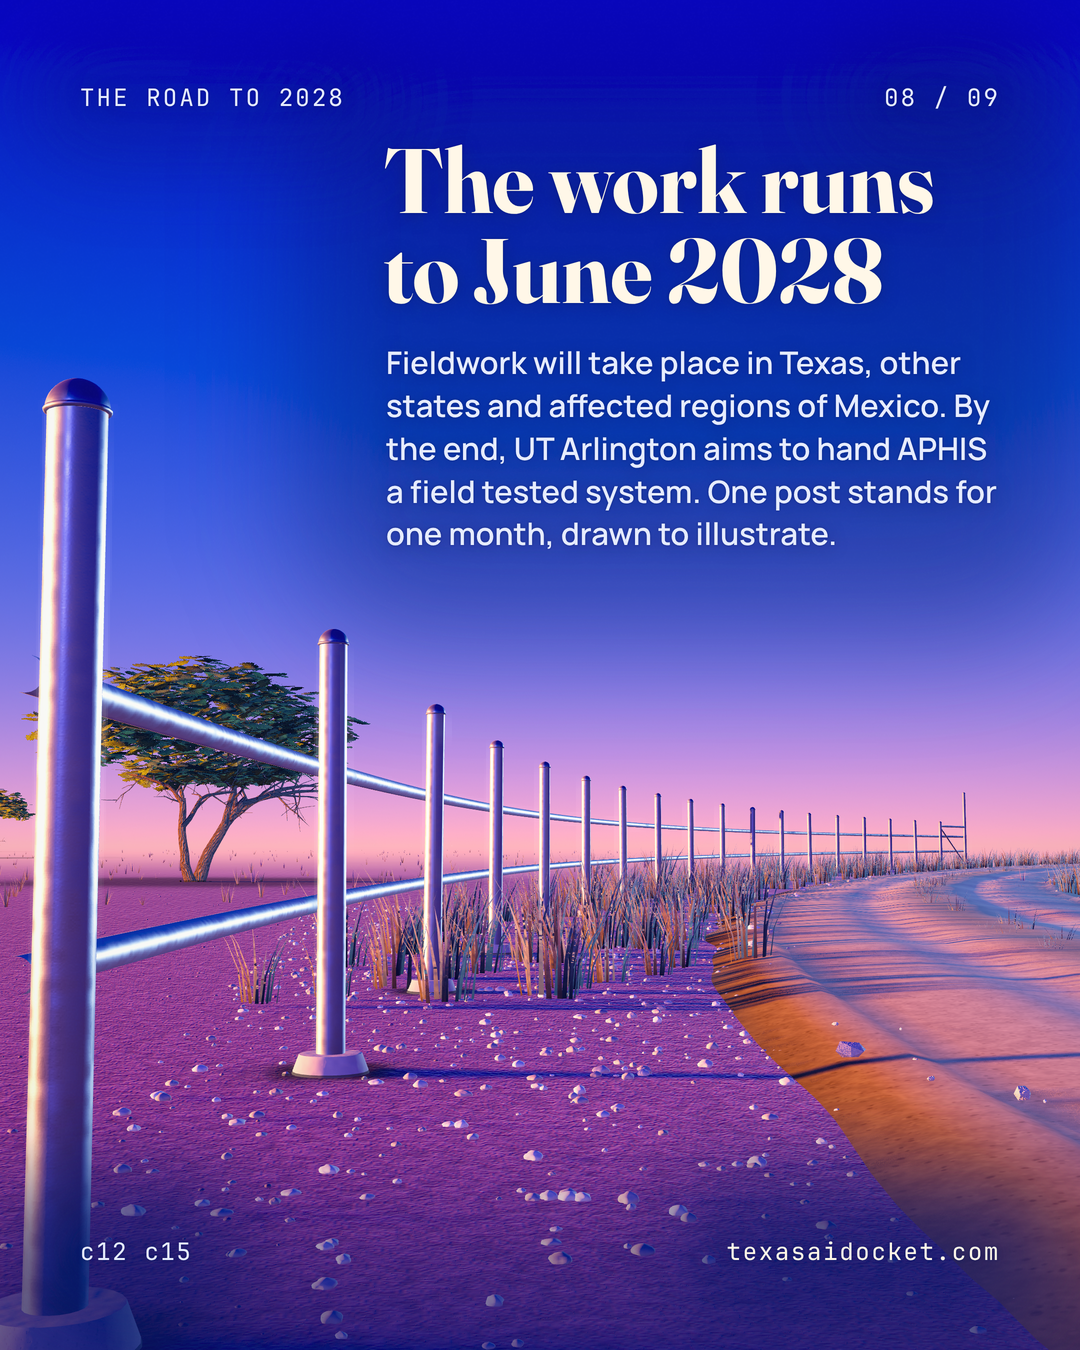 THE ROAD TO 2028
08 / 09
The work runs
to June 2028
Fieldwork will take place in Texas, other
states and affected regions of Mexico. By
the end, UT Arlington aims to hand APHIS
a field tested system. One post stands for
one month, drawn to illustrate.
c12 c15
texasaidocket.com